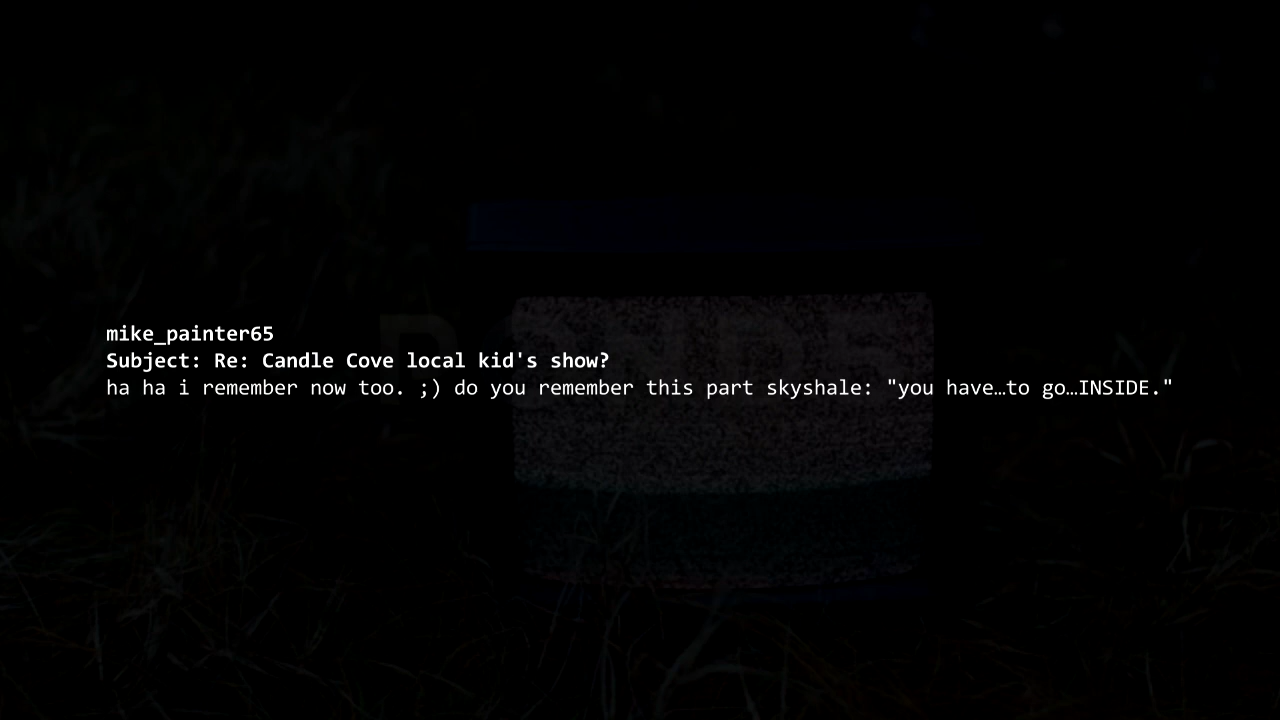 mike_painter65
Subject: Re: Candle Cove local kid's show?
ha ha i remember now too. ;) do you remember this part skyshale: "you have…to go…INSIDE."